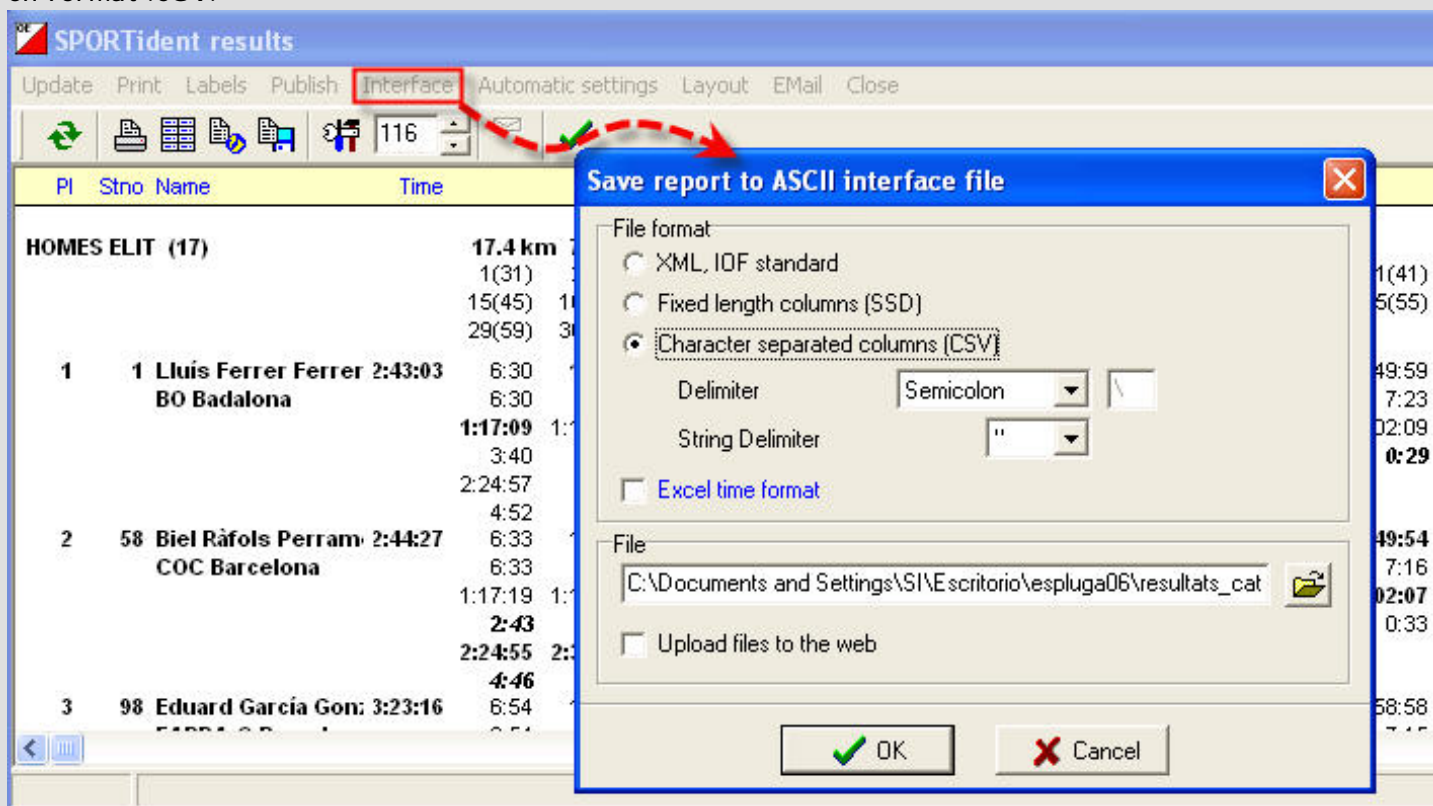 SPORTident results
Update Print Labels Publish Interface Automatic settings Layout EMail Close
116
Pl Stno Name Time
HOMES ELIT (17) 17.4 km
1(31) 1(41)
15(45) 5(55)
29(59)
1 1 Lluís Ferrer Ferrer 2:43:03 6:30 49:59
BO Badalona 6:30 7:23
1:17:09 02:09
3:40 0:29
2:24:57
4:52
2 58 Biel Ràfols Perram 2:44:27 6:33 49:54
COC Barcelona 6:33 7:16
1:17:19 02:07
2:43 0:33
2:24:55
4:46
3 98 Eduard García Gon 3:23:16 6:54 58:58
Save report to ASCII interface file
File format
XML, IOF standard
Fixed length columns (SSD)
Character separated columns (CSV)
Delimiter Semicolon \
String Delimiter "
Excel time format
File
C:\Documents and Settings\SI\Escritorio\espluga06\resultats_cat
Upload files to the web
OK Cancel